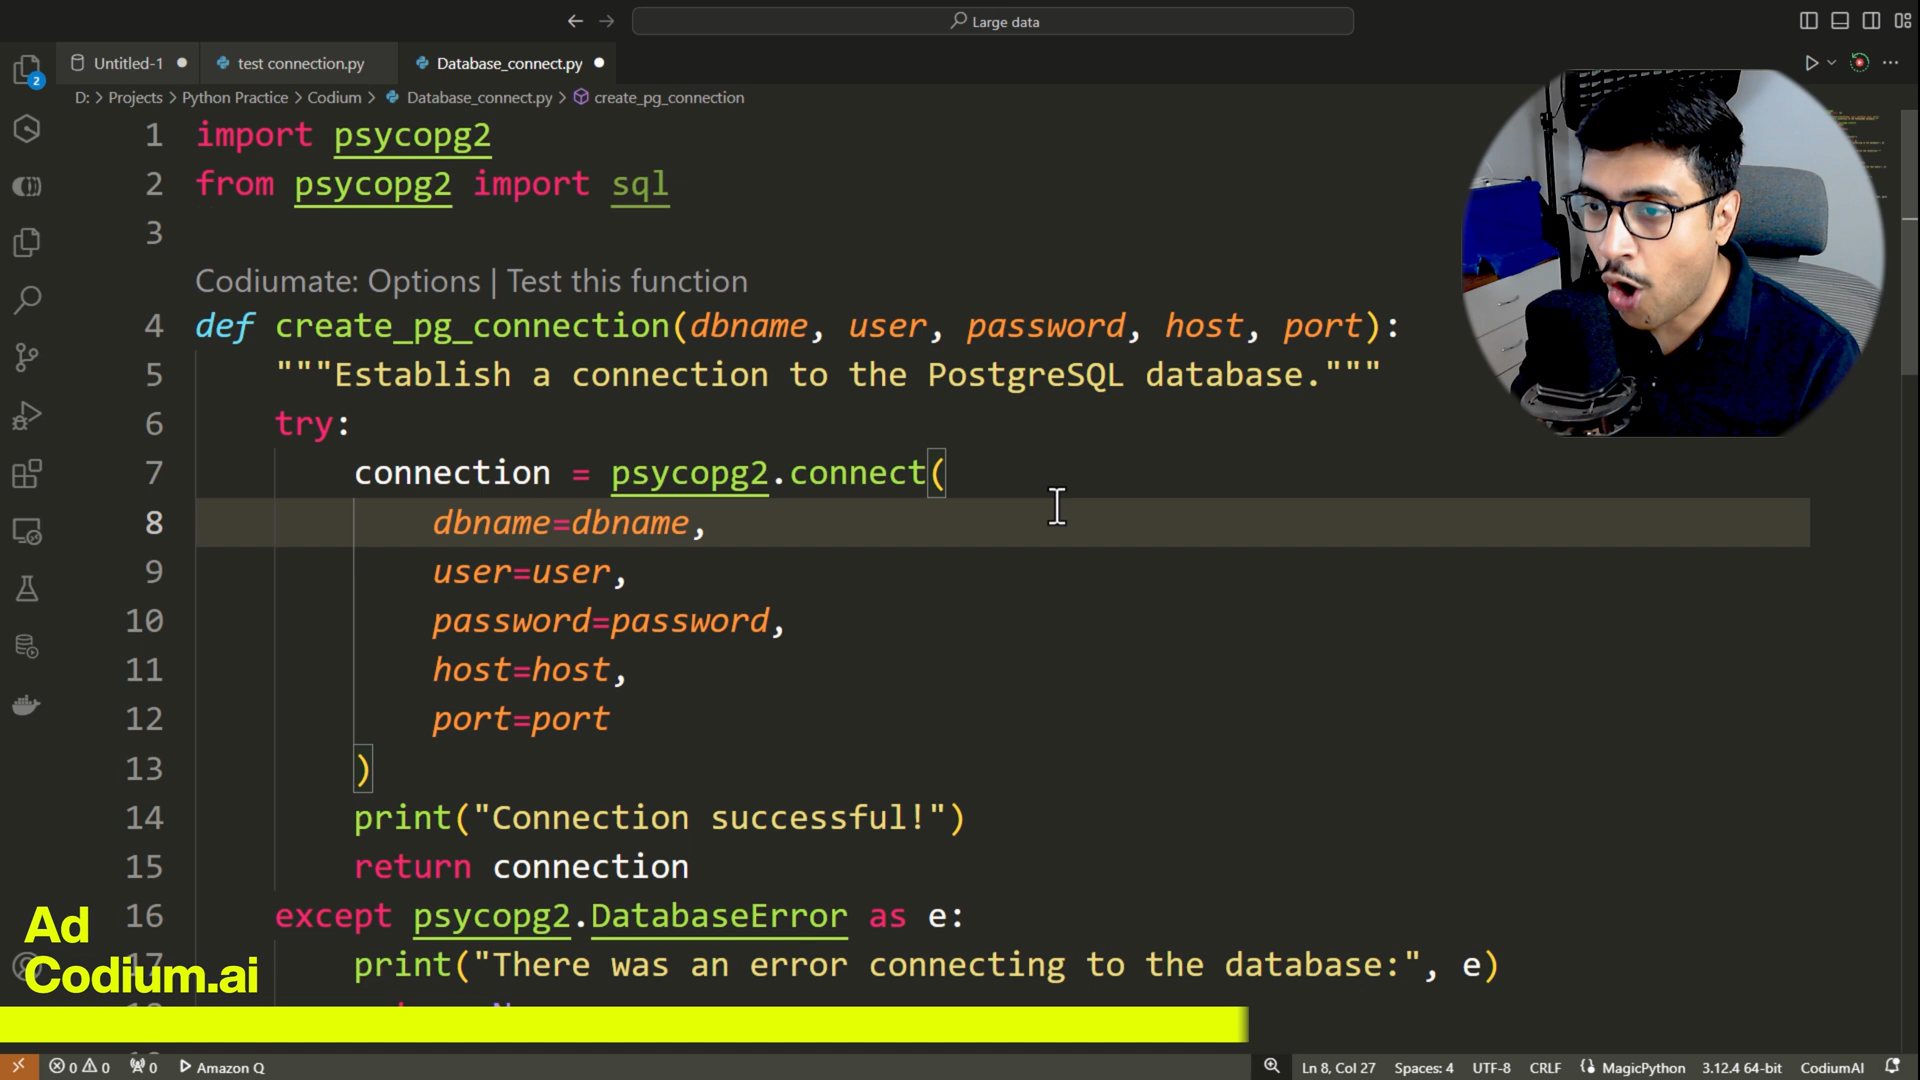 Large data
Untitled-1
test connection.py
Database_connect.py
D: > Projects > Python Practice > Codium > Database_connect.py > create_pg_connection
2
1 import psycopg2
2 from psycopg2 import sql
3
Codiumate: Options | Test this function
4 def create_pg_connection(dbname, user, password, host, port):
5 """Establish a connection to the PostgreSQL database."""
6 try:
7 connection = psycopg2.connect(
8 dbname=dbname,
9 user=user,
10 password=password,
11 host=host,
12 port=port
13 )
14 print("Connection successful!")
15 return connection
16 except psycopg2.DatabaseError as e:
17 print("There was an error connecting to the database:", e)
Ad
Codium.ai
0 0 0 Amazon Q Ln 8, Col 27 Spaces: 4 UTF-8 CRLF MagicPython 3.12.4 64-bit CodiumAI